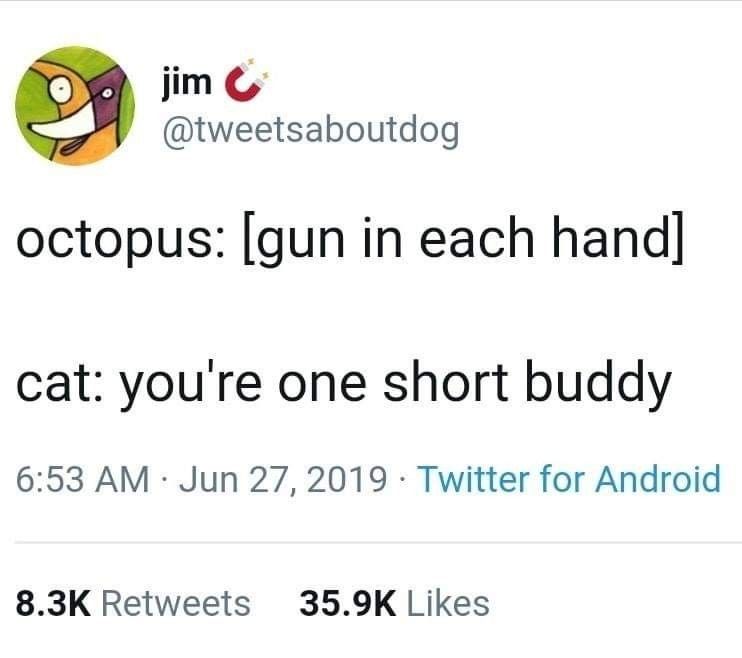 jim 🧲
@tweetsaboutdog
octopus: [gun in each hand]
cat: you're one short buddy
6:53 AM · Jun 27, 2019 · Twitter for Android
8.3K Retweets 35.9K Likes